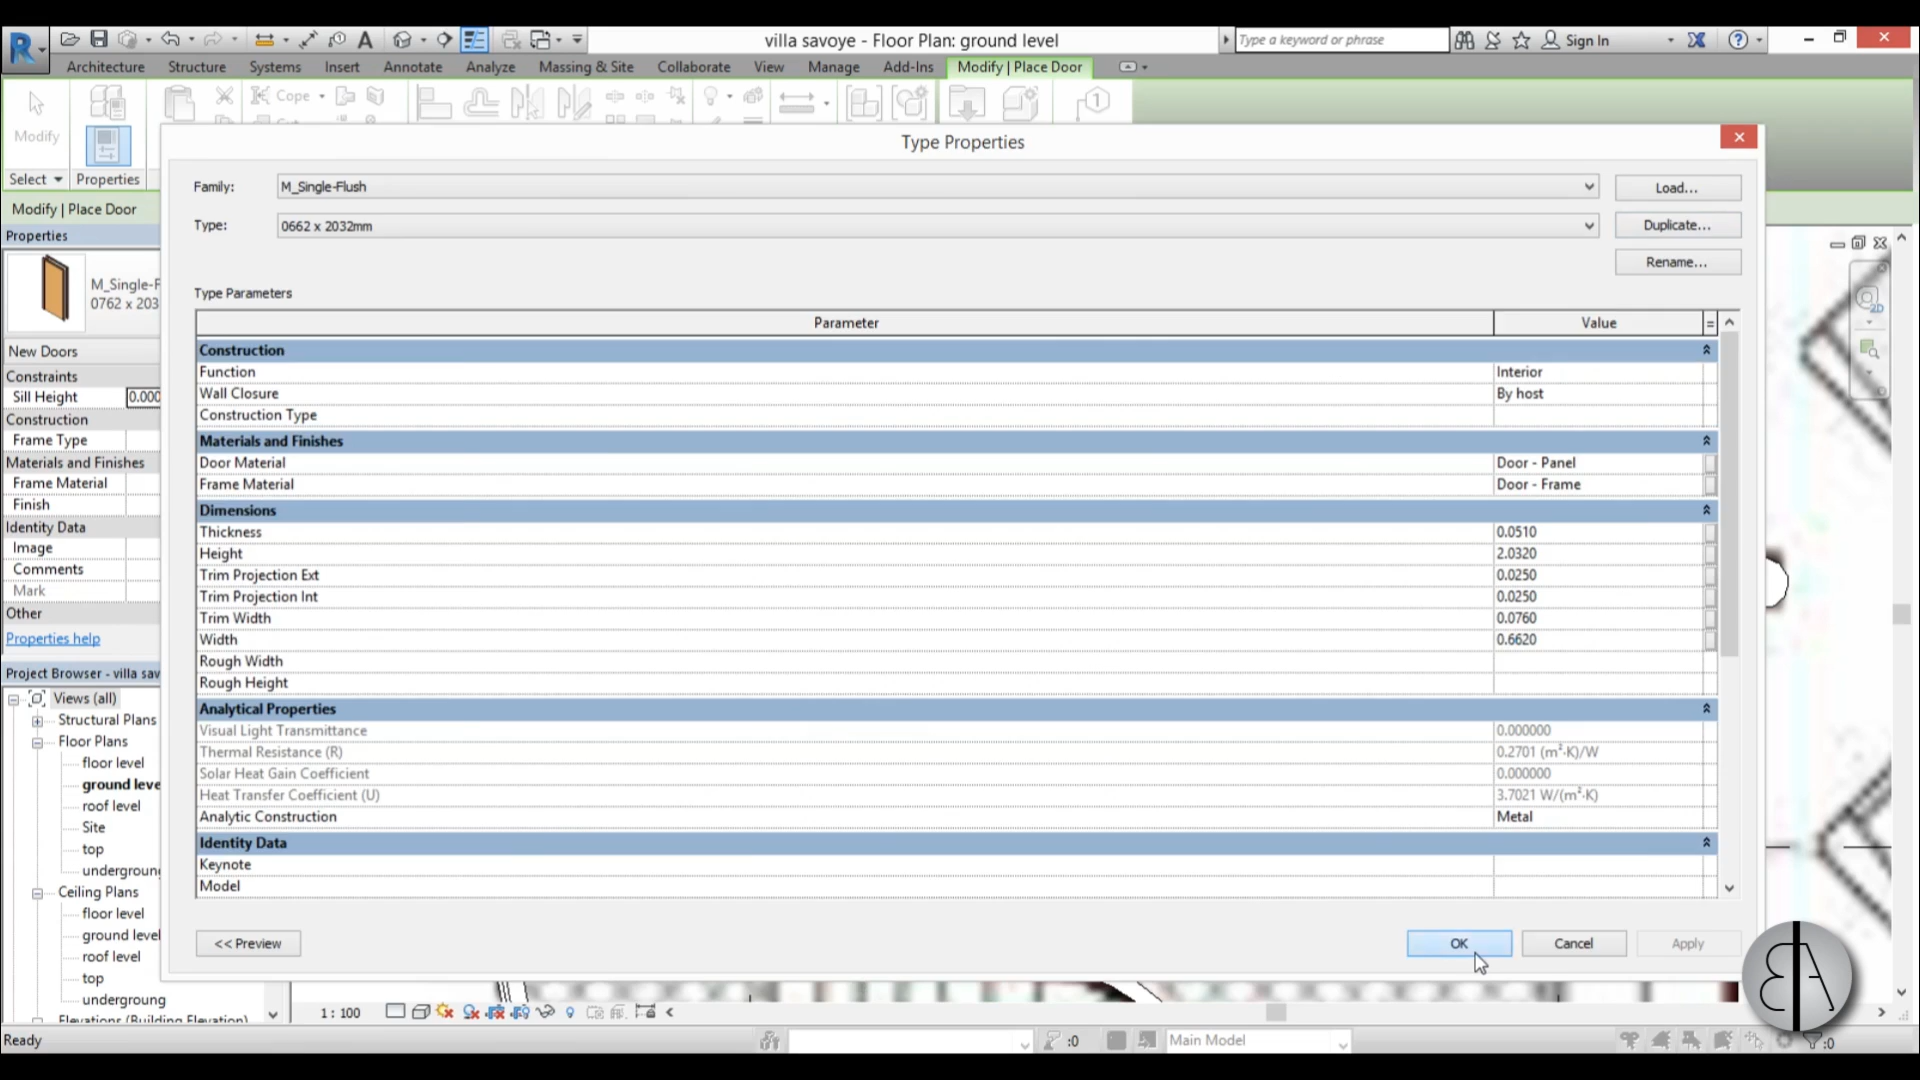 villa savoye - Floor Plan: ground level
Type a keyword or phrase
Sign In
Architecture Structure Systems Insert Annotate Analyze Massing & Site Collaborate View Manage Add-Ins Modify | Place Door
Modify
Cope
Select Properties
Modify | Place Door
Properties
M_Single-F
0762 x 203
New Doors
Constraints
Sill Height 0.000
Construction
Frame Type
Materials and Finishes
Frame Material
Finish
Identity Data
Image
Comments
Mark
Other
Properties help
Project Browser - villa sav
Views (all)
Structural Plans
Floor Plans
floor level
ground leve
roof level
Site
top
undergroun
Ceiling Plans
floor level
ground level
roof level
top
undergroung
Elevations (Building Elevation)
Type Properties
Family: M_Single-Flush Load...
Type: 0662 x 2032mm Duplicate...
Rename...
Type Parameters
Parameter Value =
Construction
Function Interior
Wall Closure By host
Construction Type
Materials and Finishes
Door Material Door - Panel
Frame Material Door - Frame
Dimensions
Thickness 0.0510
Height 2.0320
Trim Projection Ext 0.0250
Trim Projection Int 0.0250
Trim Width 0.0760
Width 0.6620
Rough Width
Rough Height
Analytical Properties
Visual Light Transmittance 0.000000
Thermal Resistance (R) 0.2701 (m²·K)/W
Solar Heat Gain Coefficient 0.000000
Heat Transfer Coefficient (U) 3.7021 W/(m²·K)
Analytic Construction Metal
Identity Data
Keynote
Model
<< Preview OK Cancel Apply
1 : 100
Ready :0 Main Model :0